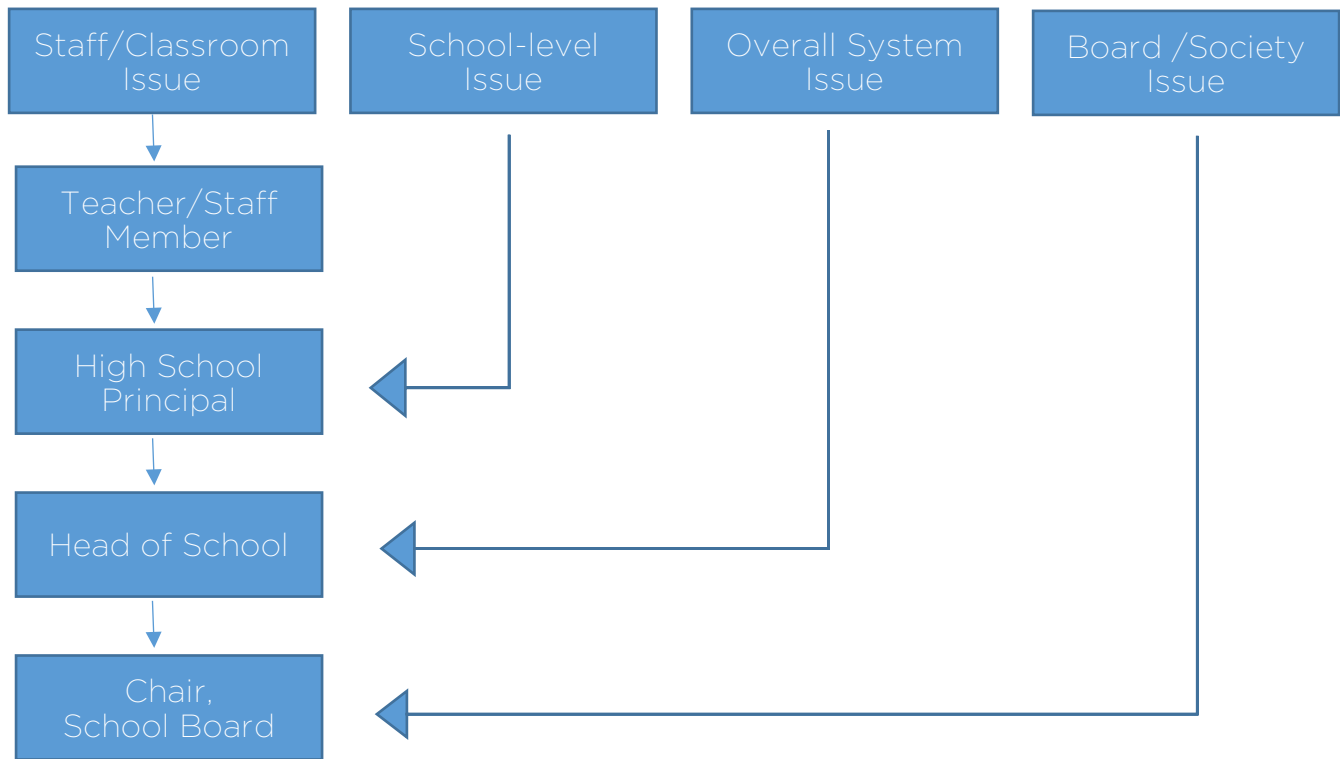 Staff/Classroom
Issue
School-level
Issue
Overall System
Issue
Board /Society
Issue
Teacher/Staff
Member
High School
Principal
Head of School
Chair,
School Board